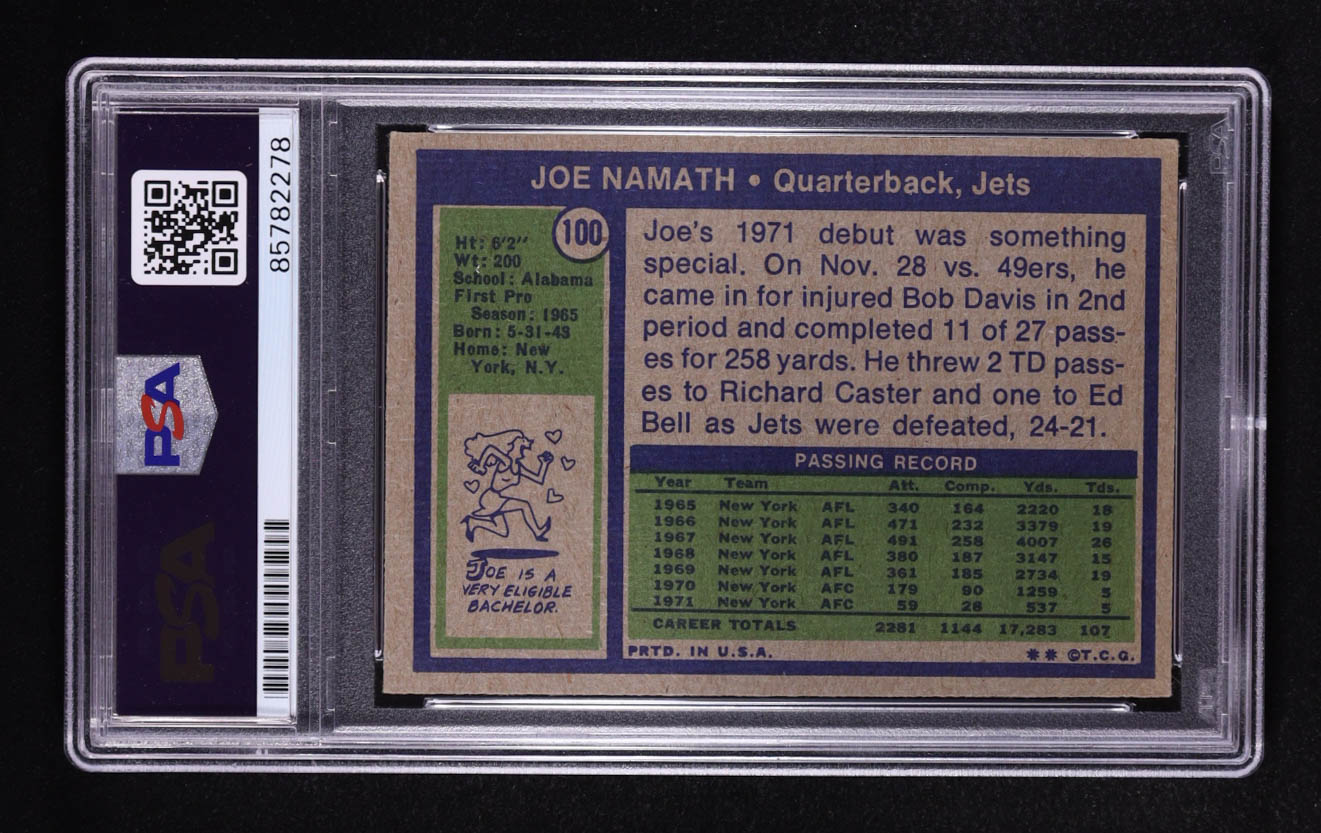 85782278
PSA
PSA
JOE NAMATH • Quarterback, Jets
100
Ht: 6'2"
Wt: 200
School: Alabama
First Pro
Season: 1965
Born: 5-31-43
Home: New
York, N.Y.
JOE IS A
VERY ELIGIBLE
BACHELOR.
Joe's 1971 debut was something
special. On Nov. 28 vs. 49ers, he
came in for injured Bob Davis in 2nd
period and completed 11 of 27 pass-
es for 258 yards. He threw 2 TD pass-
es to Richard Caster and one to Ed
Bell as Jets were defeated, 24-21.
PASSING RECORD
Year Team Att. Comp. Yds. Tds.
1965 New York AFL 340 164 2220 18
1966 New York AFL 471 232 3379 19
1967 New York AFL 491 258 4007 26
1968 New York AFL 380 187 3147 15
1969 New York AFL 361 185 2734 19
1970 New York AFC 179 90 1259 5
1971 New York AFC 59 28 537 5
CAREER TOTALS 2281 1144 17,283 107
PRTD. IN U.S.A. ** ©T.C.G.